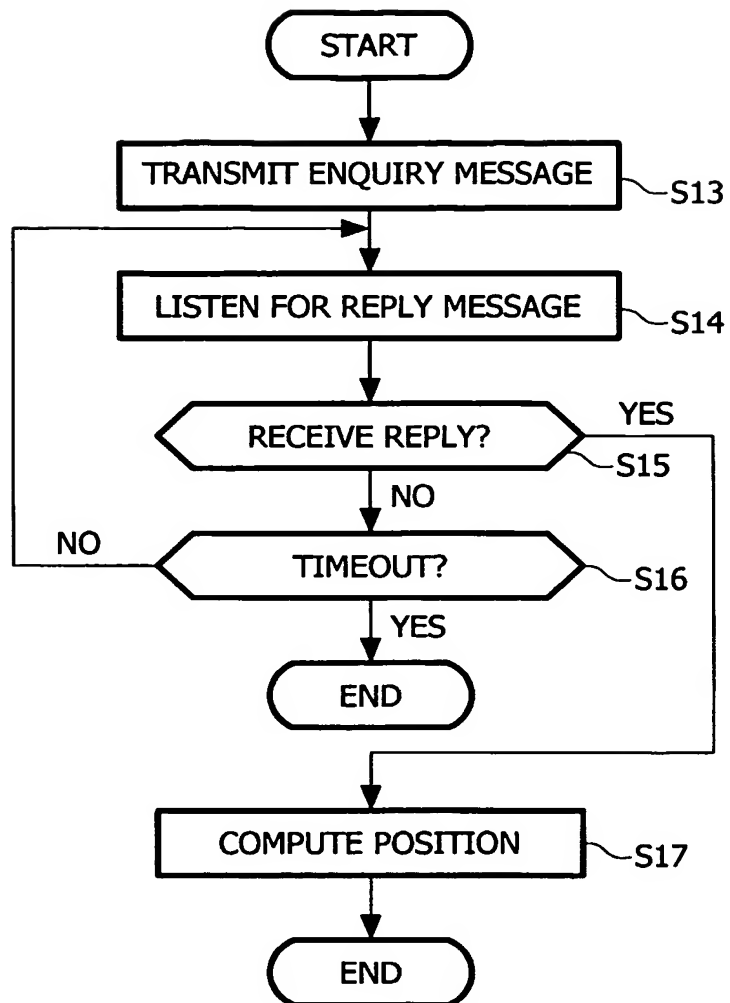 START
TRANSMIT ENQUIRY MESSAGE
S13
LISTEN FOR REPLY MESSAGE
S14
RECEIVE REPLY?
YES
S15
NO
NO
TIMEOUT?
S16
YES
END
COMPUTE POSITION
S17
END